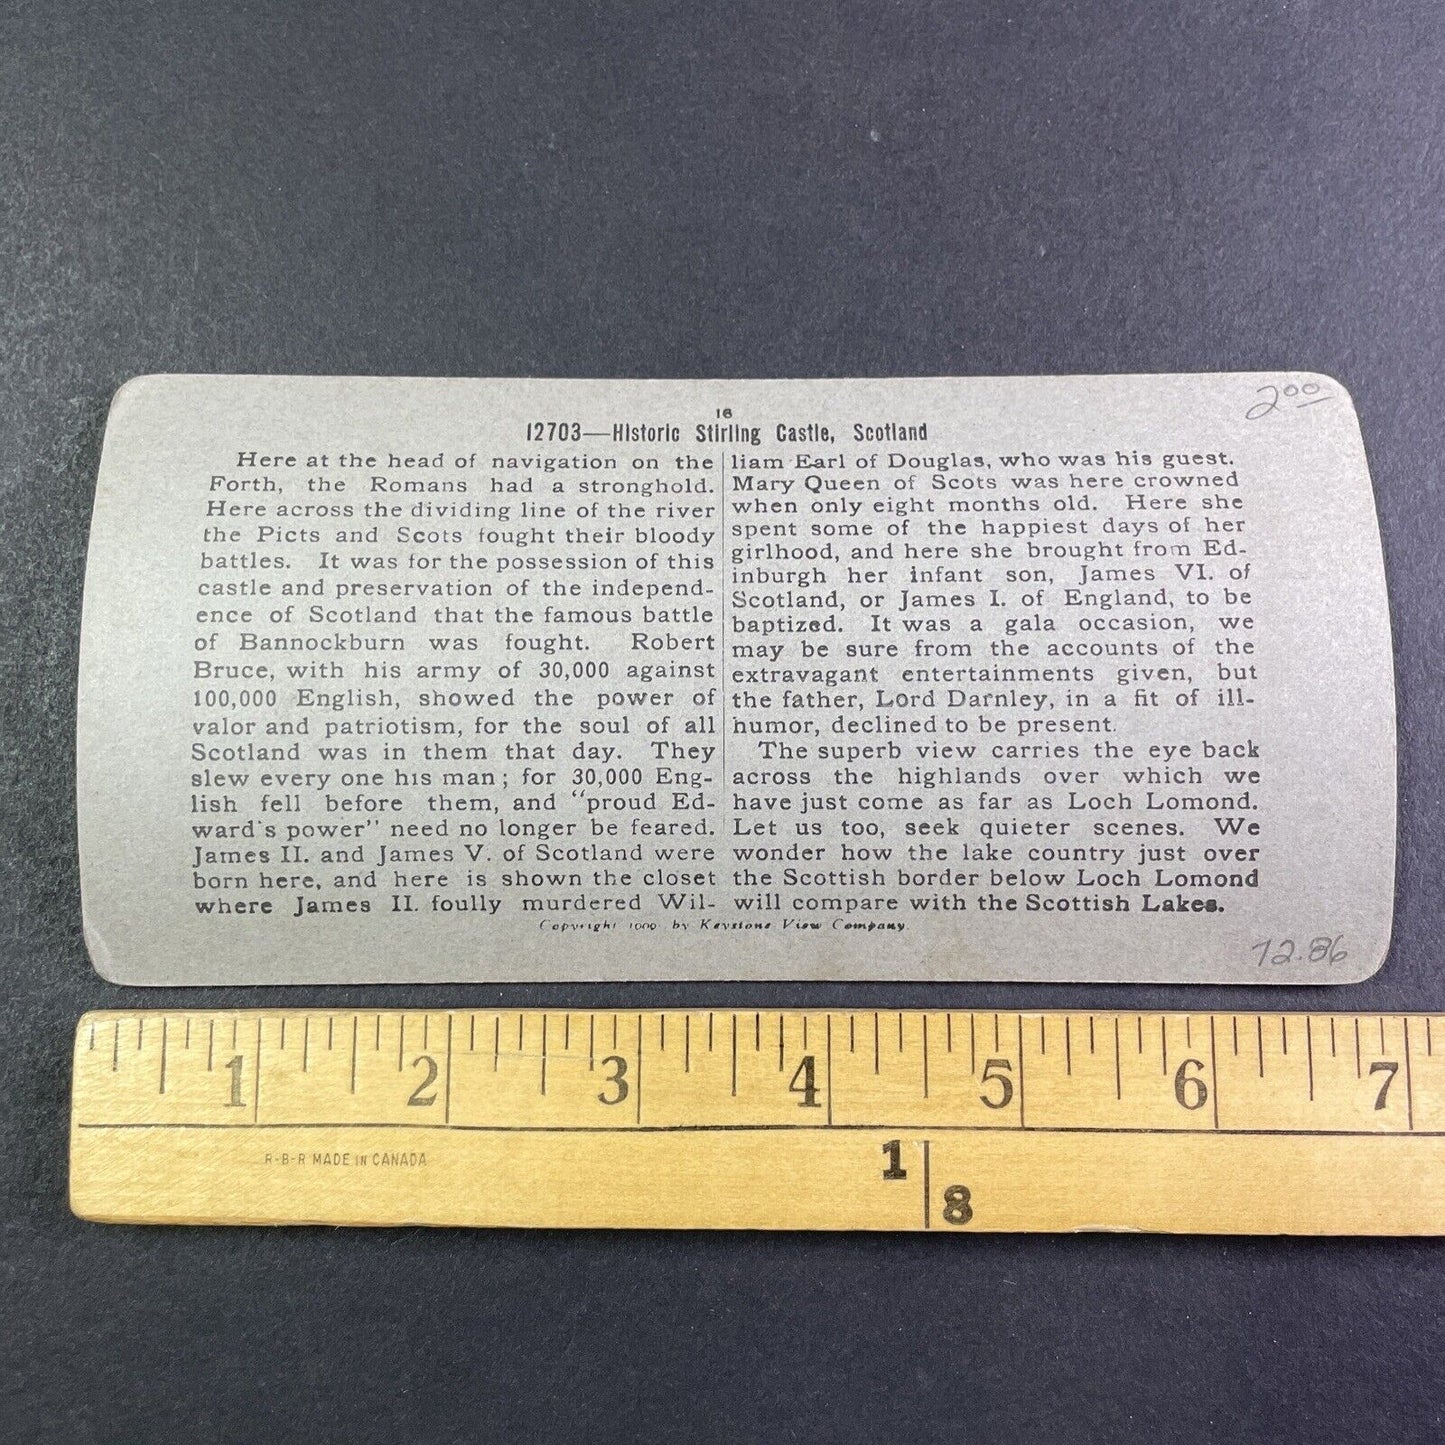 2.00
16
12703—Historic Stirling Castle, Scotland
Here at the head of navigation on the
Forth, the Romans had a stronghold.
Here across the dividing line of the river
the Picts and Scots fought their bloody
battles. It was for the possession of this
castle and preservation of the independ-
ence of Scotland that the famous battle
of Bannockburn was fought. Robert
Bruce, with his army of 30,000 against
100,000 English, showed the power of
valor and patriotism, for the soul of all
Scotland was in them that day. They
slew every one his man; for 30,000 Eng-
lish fell before them, and "proud Ed-
ward's power" need no longer be feared.
James II. and James V. of Scotland were
born here, and here is shown the closet
where James II. foully murdered Wil-
liam Earl of Douglas, who was his guest.
Mary Queen of Scots was here crowned
when only eight months old. Here she
spent some of the happiest days of her
girlhood, and here she brought from Ed-
inburgh her infant son, James VI. of
Scotland, or James I. of England, to be
baptized. It was a gala occasion, we
may be sure from the accounts of the
extravagant entertainments given, but
the father, Lord Darnley, in a fit of ill-
humor, declined to be present.
The superb view carries the eye back
across the highlands over which we
have just come as far as Loch Lomond.
Let us too, seek quieter scenes. We
wonder how the lake country just over
the Scottish border below Loch Lomond
will compare with the Scottish Lakes.
Copyright by Keystone View Company.
12.86
1 2 3 4 5 6 7
R-B-R MADE IN CANADA
1
8